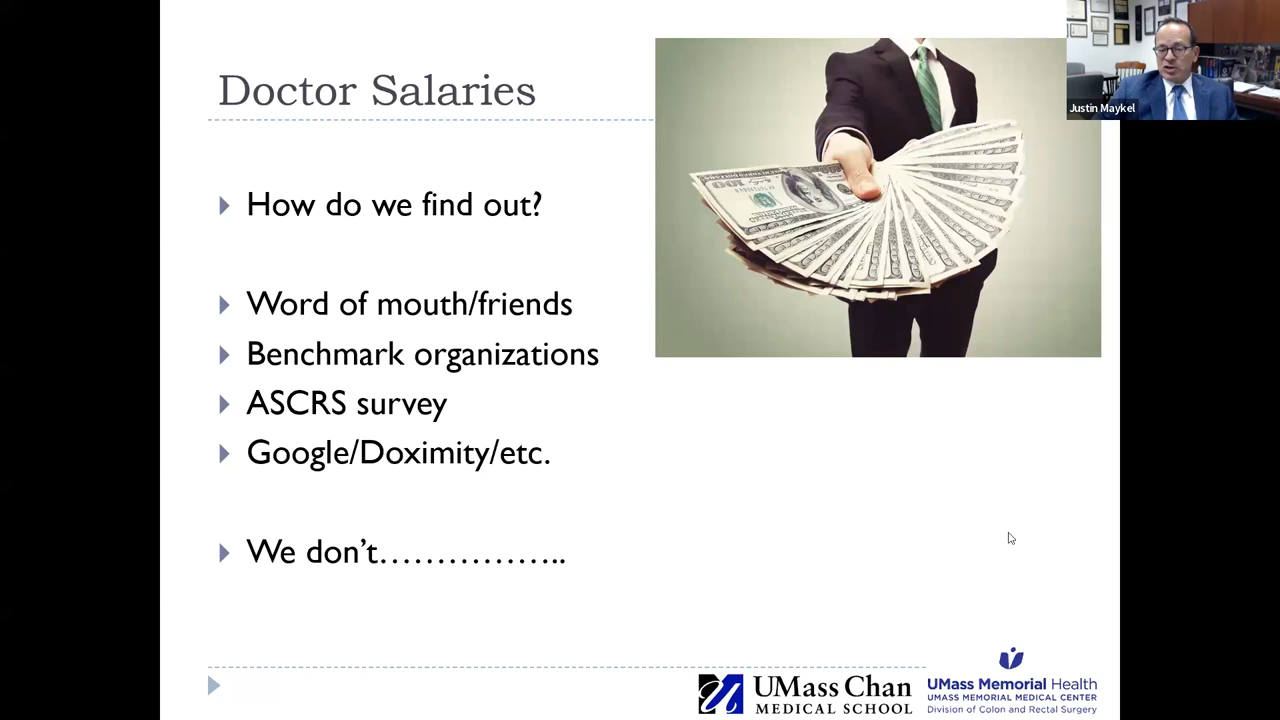 Doctor Salaries
Justin Maykel
How do we find out?
Word of mouth/friends
Benchmark organizations
ASCRS survey
Google/Doximity/etc.
We don’t……………..
100
UMass Chan
MEDICAL SCHOOL
UMass Memorial Health
UMASS MEMORIAL MEDICAL CENTER
Division of Colon and Rectal Surgery